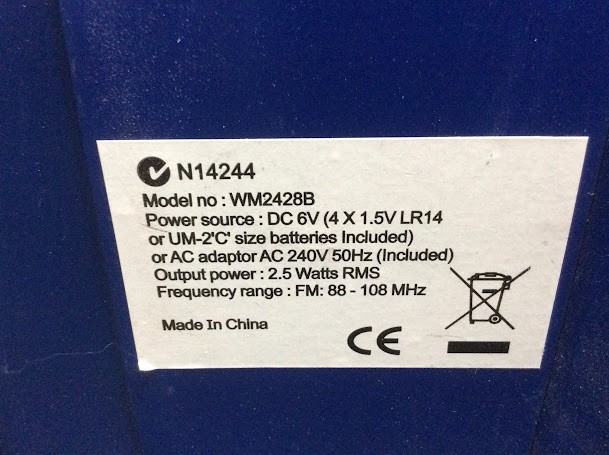 N14244
Model no : WM2428B
Power source : DC 6V (4 X 1.5V LR14
or UM-2'C' size batteries Included)
or AC adaptor AC 240V 50Hz (Included)
Output power : 2.5 Watts RMS
Frequency range : FM: 88 - 108 MHz
Made In China
CE